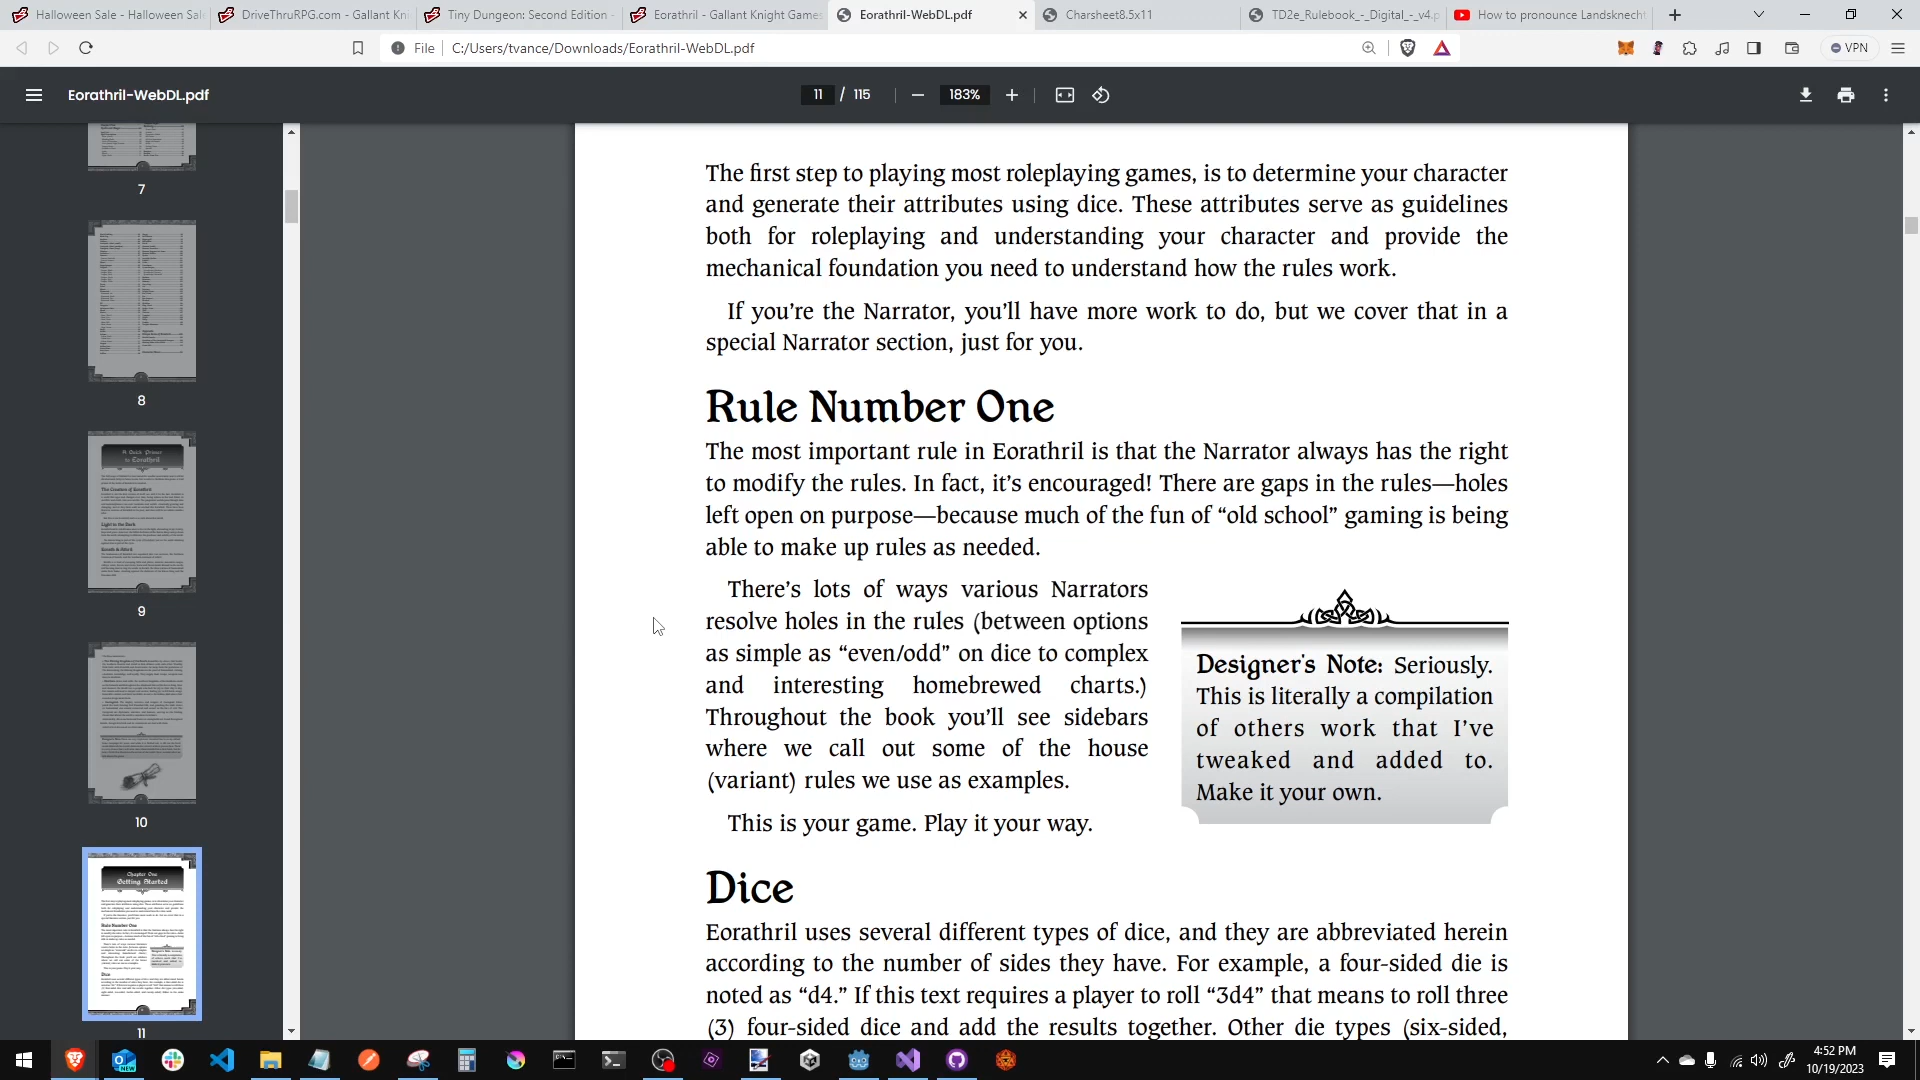 Halloween Sale - Halloween Sal
DriveThruRPG.com - Gallant Kni
Tiny Dungeon: Second Edition -
Eorathril - Gallant Knight Games
Eorathril-WebDL.pdf
Charsheet8.5x11
TD2e_Rulebook_-_Digital_-_v4.p
How to pronounce Landsknecht
File
C:/Users/tvance/Downloads/Eorathril-WebDL.pdf
VPN
Eorathril-WebDL.pdf
11 / 115
183%
7
8
A Quick Primer
to Eorathril
9
10
Chapter One
Getting Started
Rule Number One
Dice
11
The first step to playing most roleplaying games, is to determine your character
and generate their attributes using dice. These attributes serve as guidelines
both for roleplaying and understanding your character and provide the
mechanical foundation you need to understand how the rules work.
If you’re the Narrator, you’ll have more work to do, but we cover that in a
special Narrator section, just for you.
Rule Number One
The most important rule in Eorathril is that the Narrator always has the right
to modify the rules. In fact, it’s encouraged! There are gaps in the rules—holes
left open on purpose—because much of the fun of “old school” gaming is being
able to make up rules as needed.
There’s lots of ways various Narrators
resolve holes in the rules (between options
as simple as “even/odd” on dice to complex
and interesting homebrewed charts.)
Throughout the book you’ll see sidebars
where we call out some of the house
(variant) rules we use as examples.
This is your game. Play it your way.
Designer's Note: Seriously.
This is literally a compilation
of others work that I’ve
tweaked and added to.
Make it your own.
Dice
Eorathril uses several different types of dice, and they are abbreviated herein
according to the number of sides they have. For example, a four-sided die is
noted as “d4.” If this text requires a player to roll “3d4” that means to roll three
(3) four-sided dice and add the results together. Other die types (six-sided,
NEW
4:52 PM
10/19/2023